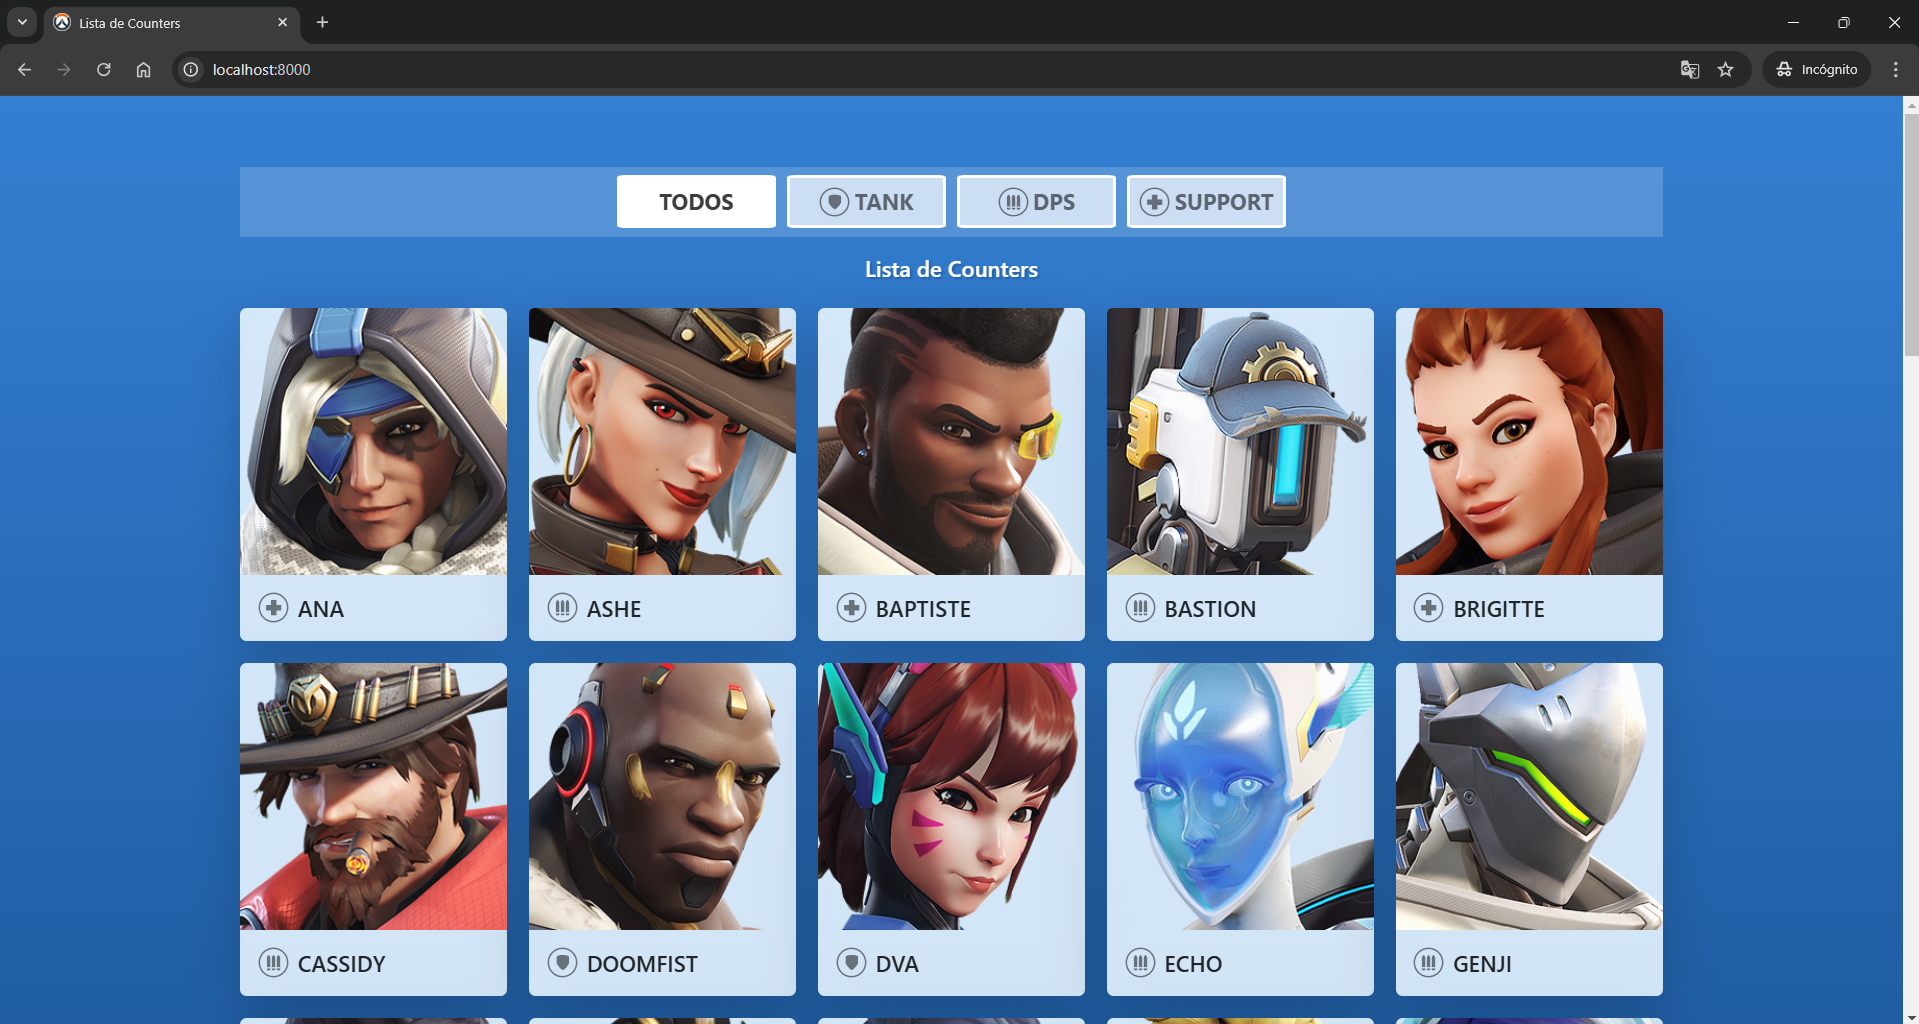 Lista de Counters
localhost:8000
Incógnito
TODOS
TANK
DPS
SUPPORT
Lista de Counters
ANA
ASHE
BAPTISTE
BASTION
BRIGITTE
CASSIDY
DOOMFIST
DVA
ECHO
GENJI